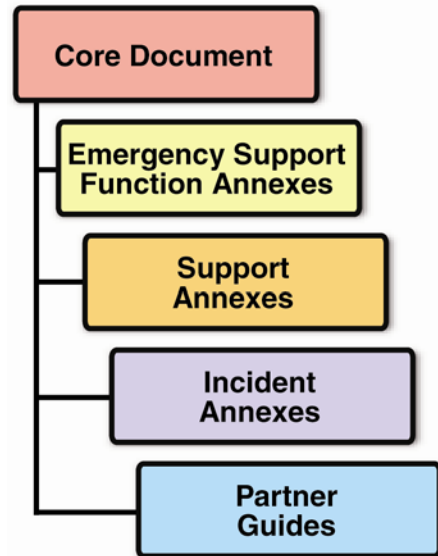 Core Document
Emergency Support
Function Annexes
Support
Annexes
Incident
Annexes
Partner
Guides